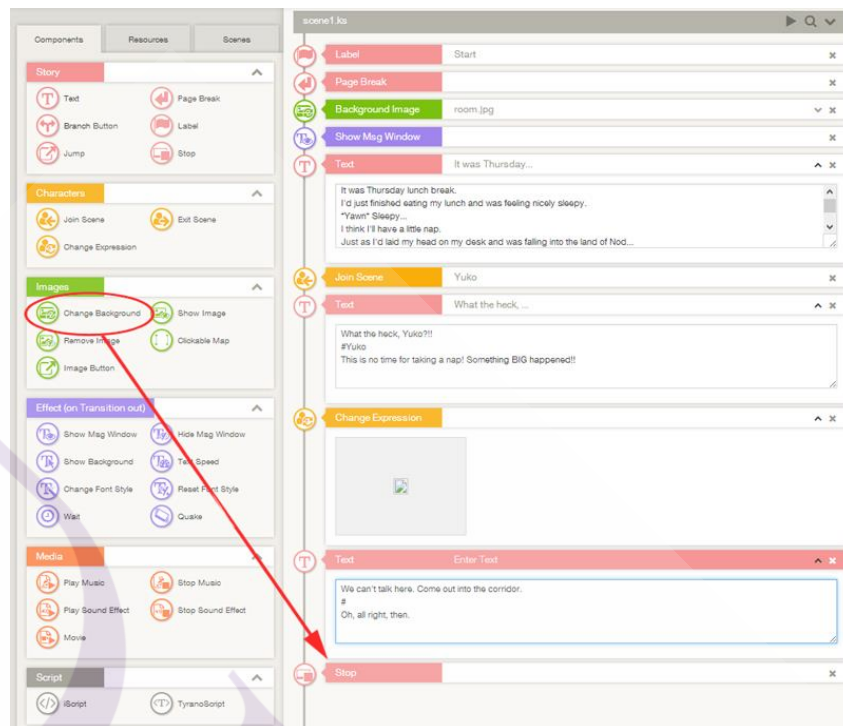 Components Resources Scenes
Story
Text Page Break
Branch Button Label
Jump Stop
Characters
Join Scene Exit Scene
Change Expression
Images
Change Background Show Image
Remove Image Clickable Map
Image Button
Effect (on Transition out)
Show Msg Window Hide Msg Window
Show Background Text Speed
Change Font Style Reset Font Style
Wait Quake
Media
Play Music Stop Music
Play Sound Effect Stop Sound Effect
Movie
Script
iScript TyranoScript
scene1.ks
Label Start
Page Break
Background Image room.jpg
Show Msg Window
Text It was Thursday...
It was Thursday lunch break.
I'd just finished eating my lunch and was feeling nicely sleepy.
*Yawn* Sleepy...
I think I'll have a little nap.
Just as I'd laid my head on my desk and was falling into the land of Nod...
Join Scene Yuko
Text What the heck, ...
What the heck, Yuko?!!
#Yuko
This is no time for taking a nap! Something BIG happened!!
Change Expression
Text Enter Text
We can't talk here. Come out into the corridor.
#
Oh, all right, then.
Stop